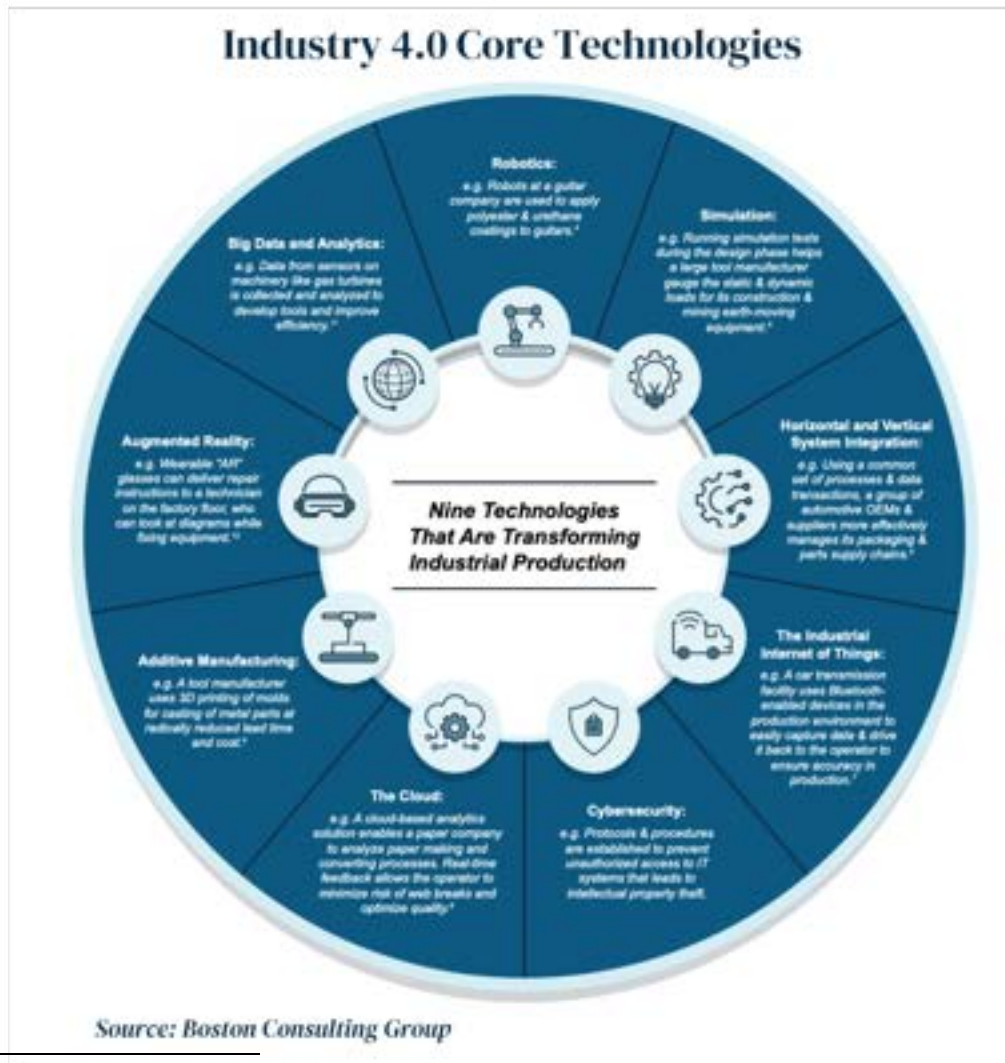 Industry 4.0 Core Technologies
Robotics:
e.g. Robots at a guitar
company are used to apply
polyester & urethane
coatings to guitars.
Simulation:
e.g. Running simulation tests
during the design phase helps
a large tool manufacturer
gauge the static & dynamic
loads for its construction &
mining earth-moving
equipment.
Horizontal and Vertical
System Integration:
e.g. Using a common
set of processes & data
transactions, a group of
automotive OEMs &
suppliers more effectively
manages its packaging &
parts supply chains.
The Industrial
Internet of Things:
e.g. A car transmission
facility uses Bluetooth-
enabled devices in the
production environment to
easily capture data & drive
it back to the operator to
ensure accuracy in
production.
Cybersecurity:
e.g. Protocols & procedures
are established to prevent
unauthorized access to IT
systems that leads to
intellectual property theft.
The Cloud:
e.g. A cloud-based analytics
solution enables a paper company
to analyze paper making and
converting processes. Real-time
feedback allows the operator to
minimize risk of web breaks and
optimize quality.
Additive Manufacturing:
e.g. A tool manufacturer
uses 3D printing of molds
for casting of metal parts at
radically reduced lead time
and cost.
Augmented Reality:
e.g. Wearable "AR"
glasses can deliver repair
instructions to a technician
on the factory floor, who
can look at diagrams while
fixing equipment.
Big Data and Analytics:
e.g. Data from sensors on
machinery like gas turbines
is collected and analyzed to
develop tools and improve
efficiency.
Nine Technologies
That Are Transforming
Industrial Production
Source: Boston Consulting Group